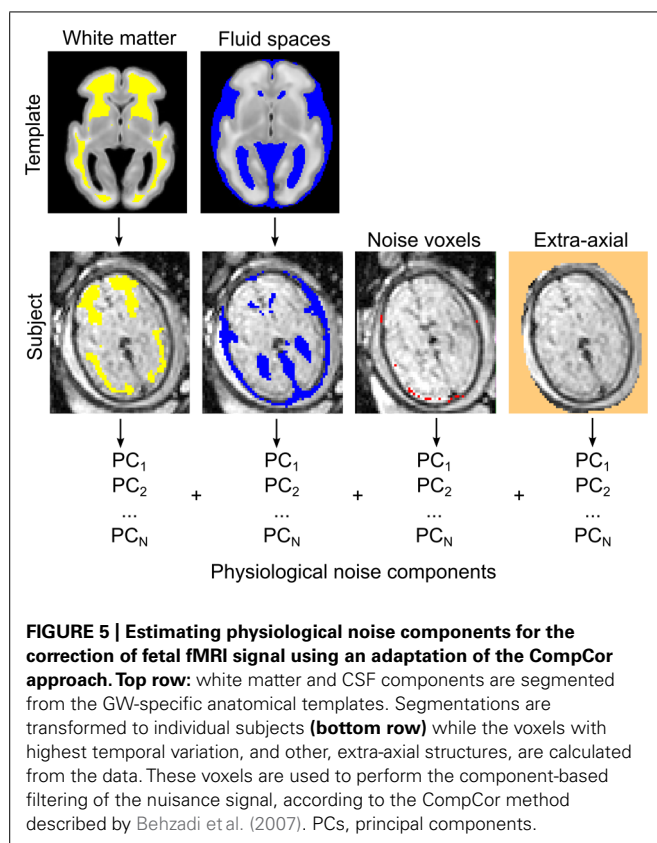 White matter
Fluid spaces
Template
Noise voxels
Extra-axial
Subject
PC1 PC1 PC1 PC1
PC2 + PC2 + PC2 + PC2
... ... ... ...
PCN PCN PCN PCN
Physiological noise components
FIGURE 5 | Estimating physiological noise components for the
correction of fetal fMRI signal using an adaptation of the CompCor
approach. Top row: white matter and CSF components are segmented
from the GW-specific anatomical templates. Segmentations are
transformed to individual subjects (bottom row) while the voxels with
highest temporal variation, and other, extra-axial structures, are calculated
from the data. These voxels are used to perform the component-based
filtering of the nuisance signal, according to the CompCor method
described by Behzadi et al. (2007). PCs, principal components.